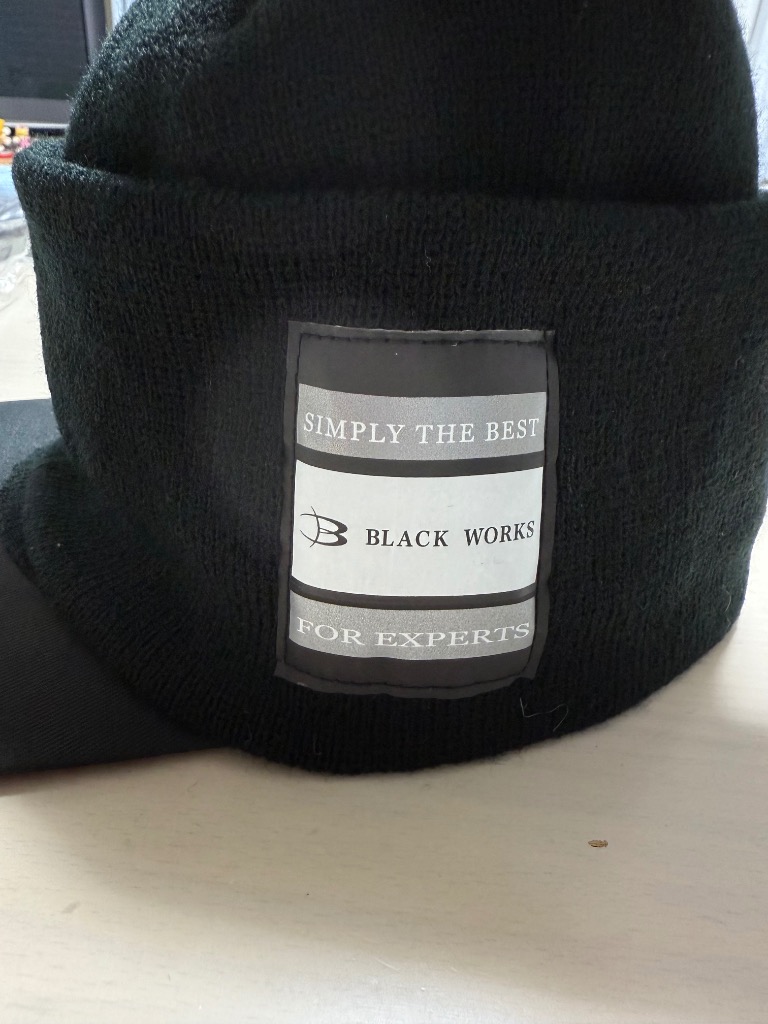 SIMPLY THE BEST
B BLACK WORKS
FOR EXPERTS